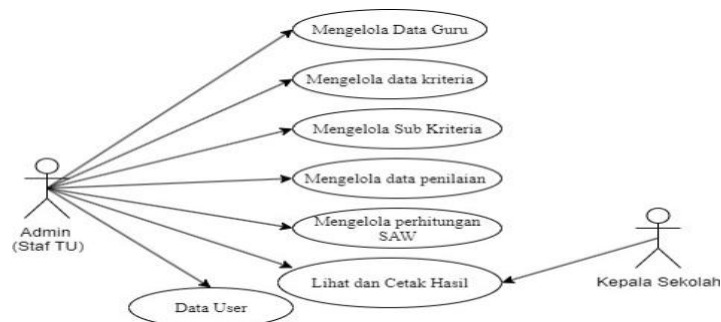 Mengelola Data Guru
Mengelola data kriteria
Mengelola Sub Kriteria
Mengelola data penilaian
Mengelola perhitungan
SAW
Admin
(Staf TU)
Lihat dan Cetak Hasil
Kepala Sekolah
Data User